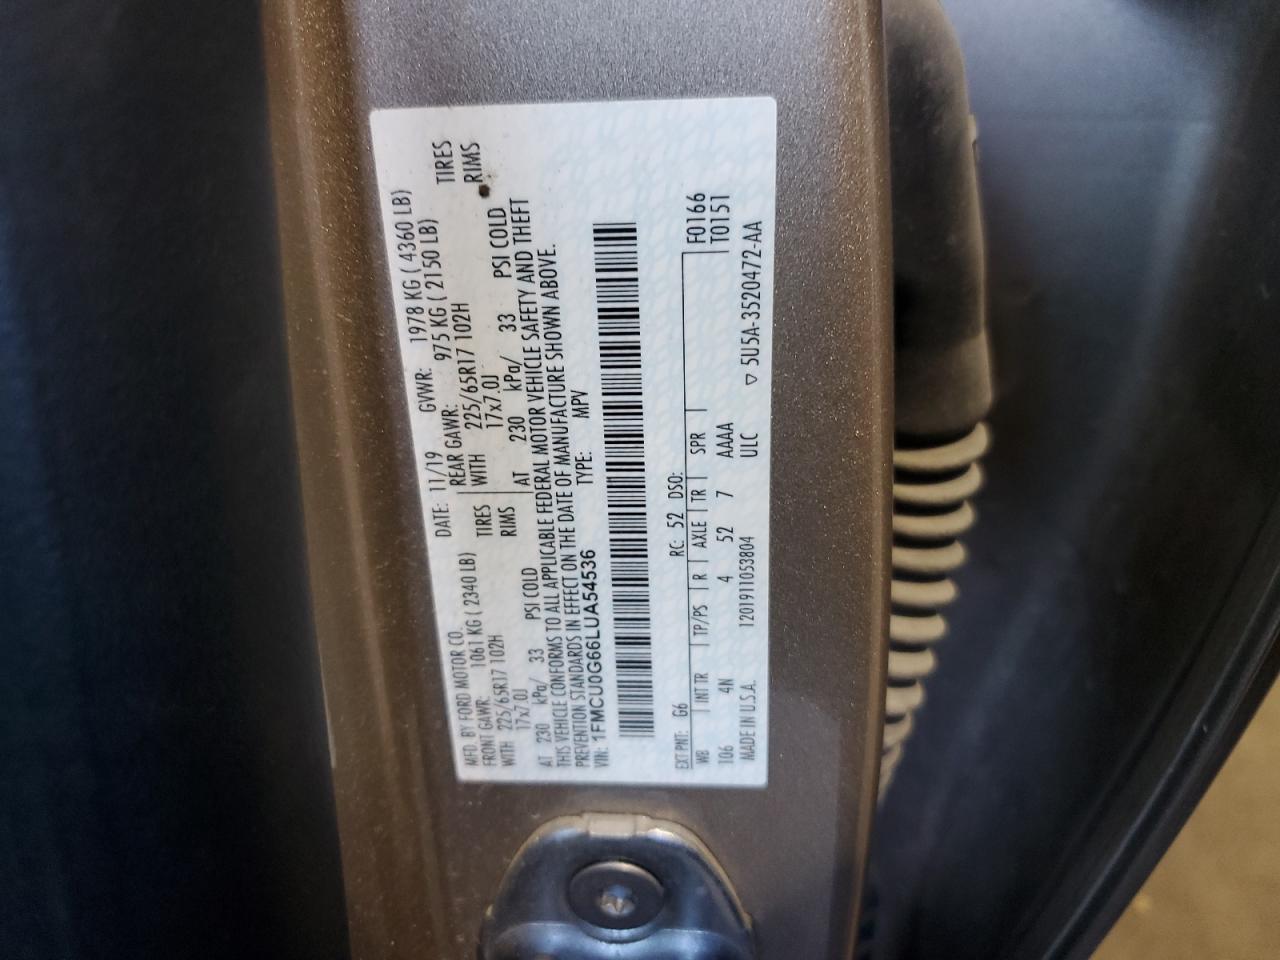 MFD. BY FORD MOTOR CO. DATE: 11/19 GVWR: 1978 KG ( 4360 LB)
FRONT GAWR: 1061 KG ( 2340 LB) REAR GAWR: 975 KG ( 2150 LB)
WITH 225/65R17 102H TIRES WITH 225/65R17 102H TIRES
17x7.0J RIMS 17x7.0J RIMS
AT 230 kPa/ 33 PSI COLD AT 230 kPa/ 33 PSI COLD
THIS VEHICLE CONFORMS TO ALL APPLICABLE FEDERAL MOTOR VEHICLE SAFETY AND THEFT
PREVENTION STANDARDS IN EFFECT ON THE DATE OF MANUFACTURE SHOWN ABOVE.
VIN: 1FMCU0G66LUA54536 TYPE: MPV
EXT PNT: G6 RC: 52 DSO: F0166
WB INT TR TP/PS R AXLE TR SPR T0151
106 4N 4 52 7 AAAA
MADE IN U.S.A. 1201911053804 ULC ▽ 5U5A-3520472-AA